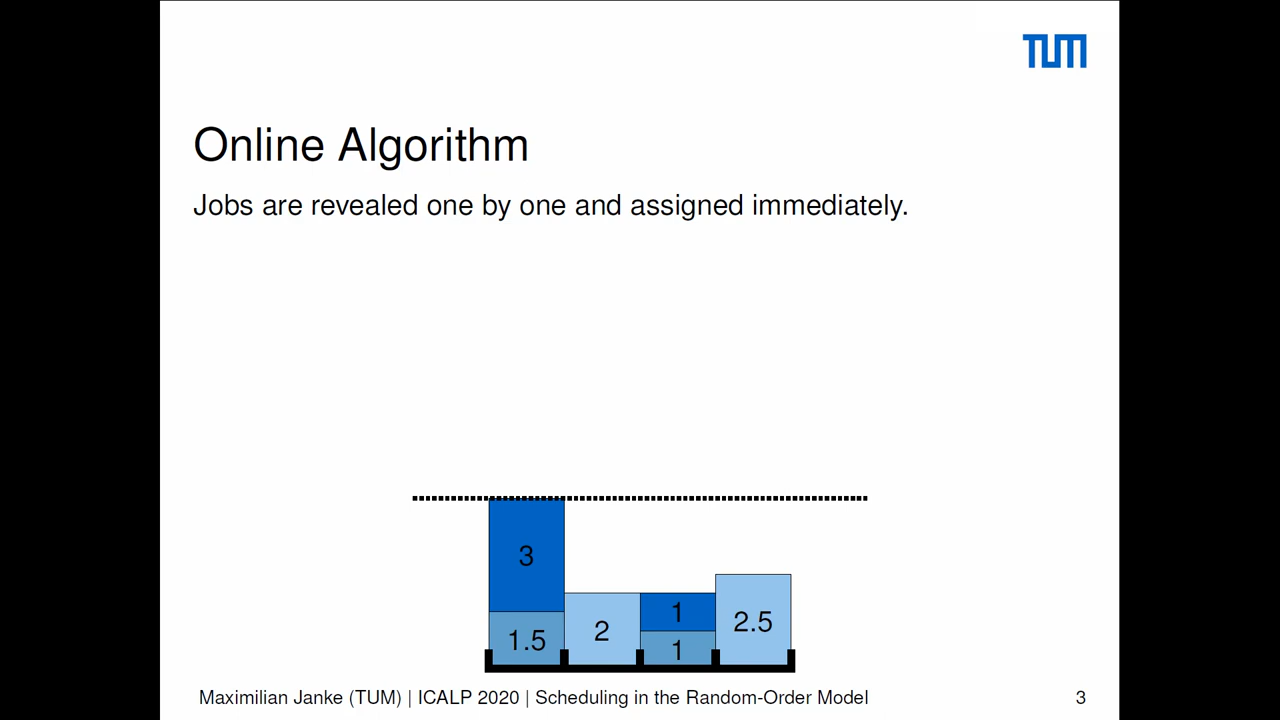 TUM
Online Algorithm
Jobs are revealed one by one and assigned immediately.
3
1.5
2
1
1
2.5
Maximilian Janke (TUM) | ICALP 2020 | Scheduling in the Random-Order Model 3